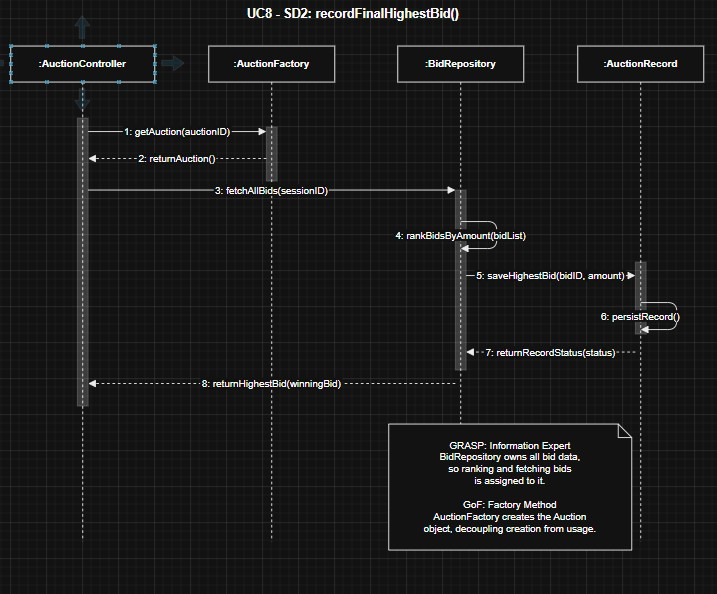 UC8 - SD2: recordFinalHighestBid()
:AuctionController
:AuctionFactory
:BidRepository
:AuctionRecord
1: getAuction(auctionID)
2: returnAuction()
3: fetchAllBids(sessionID)
4: rankBidsByAmount(bidList)
5: saveHighestBid(bidID, amount)
6: persistRecord()
7: returnRecordStatus(status)
8: returnHighestBid(winningBid)
GRASP: Information Expert
BidRepository owns all bid data,
so ranking and fetching bids
is assigned to it.
GoF: Factory Method
AuctionFactory creates the Auction
object, decoupling creation from usage.